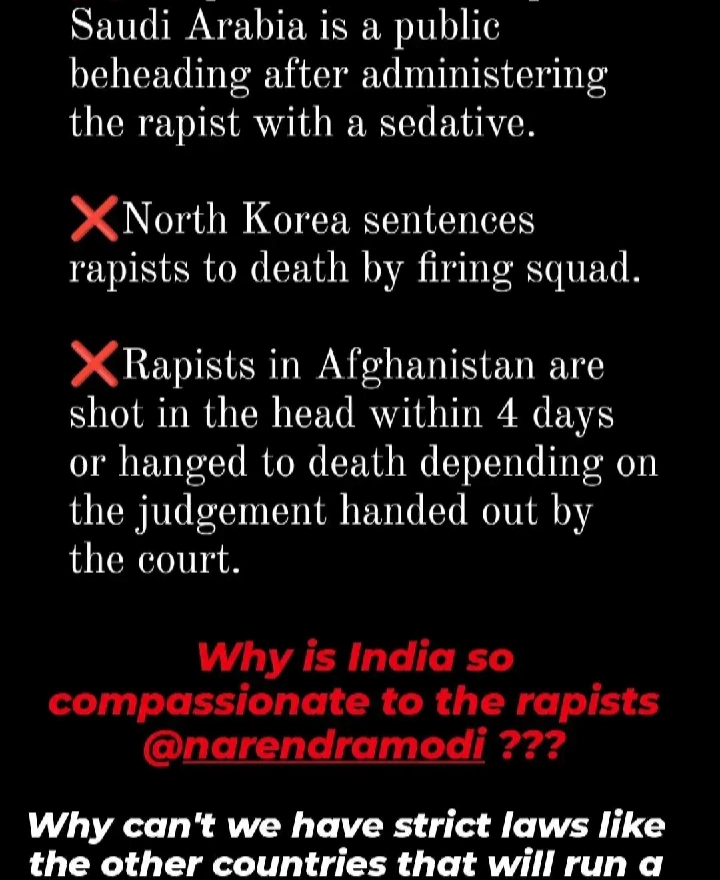 Saudi Arabia is a public
beheading after administering
the rapist with a sedative.
❌North Korea sentences
rapists to death by firing squad.
❌Rapists in Afghanistan are
shot in the head within 4 days
or hanged to death depending on
the judgement handed out by
the court.
Why is India so
compassionate to the rapists
@narendramodi ???
Why can't we have strict laws like
the other countries that will run a